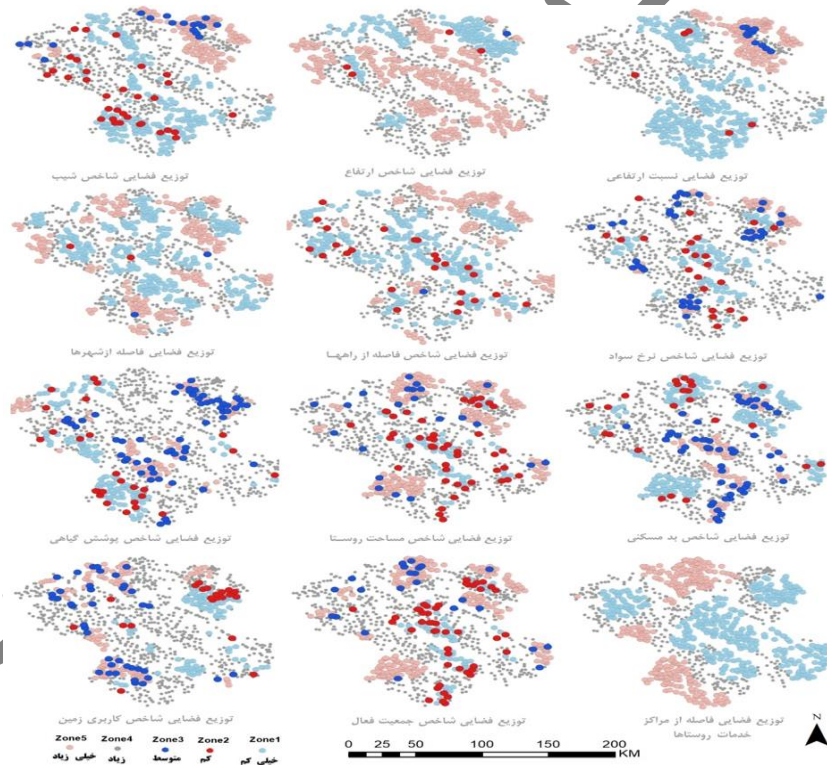 توزیع فضایی شاخص شیب
توزیع فضایی شاخص ارتفاع
توزیع فضایی نسبت ارتفاعی
توزیع فضایی فاصله ازشهرها
توزیع فضایی شاخص فاصله از راهها
توزیع فضایی شاخص نرخ سواد
توزیع فضایی شاخص پوشش گیاهی
توزیع فضایی شاخص مساحت روستا
توزیع فضایی شاخص بد مسکنی
توزیع فضایی شاخص کاربری زمین
توزیع فضایی شاخص جمعیت فعال
توزیع فضایی فاصله از مراکز
خدمات روستاها
Zone5 Zone4 Zone3 Zone2 Zone1
خیلی زیاد زیاد متوسط کم خیلی کم
0 25 50 100 150 200
KM
N